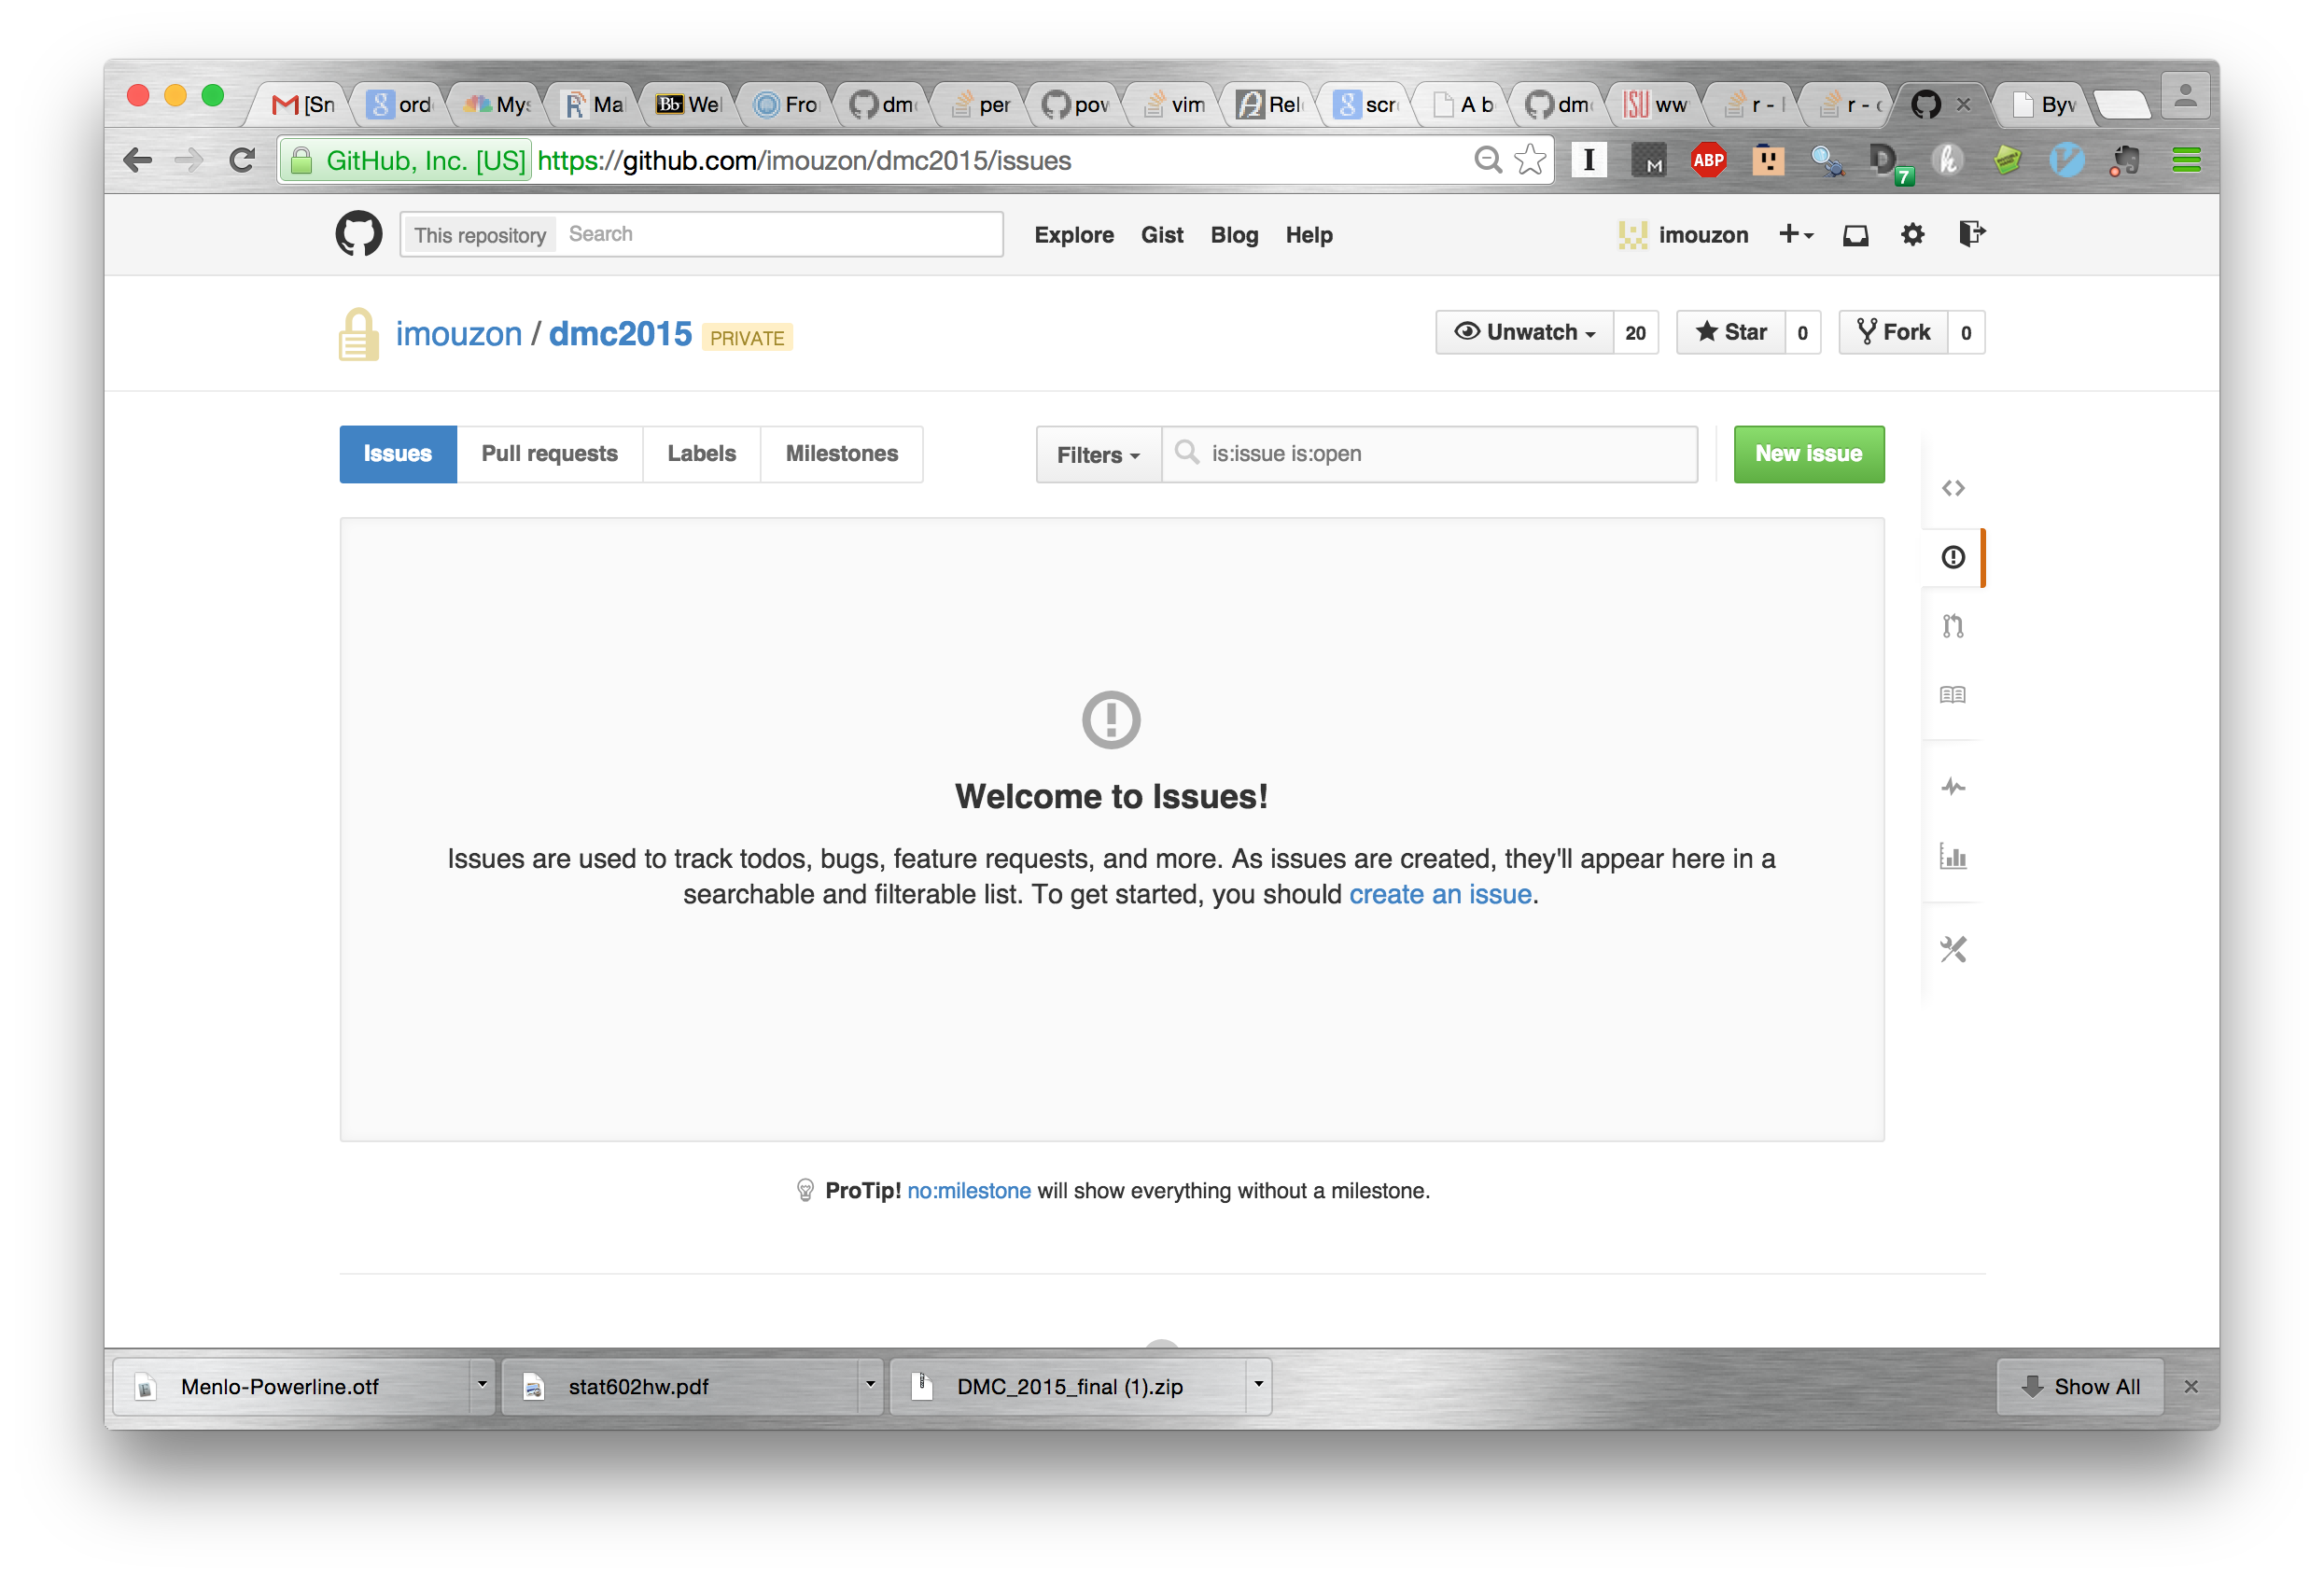 [Sn
ord
Mys
Ma
Bb Wel
Fro
dm
per
pov
vim
Rel
scr
A b
dm
ISU ww
r -
r -
Byv
GitHub, Inc. [US] https://github.com/imouzon/dmc2015/issues
I
M
ABP
D
7
h
This repository Search
Explore Gist Blog Help
imouzon
imouzon / dmc2015 PRIVATE
Unwatch 20
Star 0
Fork 0
Issues Pull requests Labels Milestones
Filters is:issue is:open
New issue
Welcome to Issues!
Issues are used to track todos, bugs, feature requests, and more. As issues are created, they'll appear here in a
searchable and filterable list. To get started, you should create an issue.
ProTip! no:milestone will show everything without a milestone.
Menlo-Powerline.otf
stat602hw.pdf
DMC_2015_final (1).zip
Show All